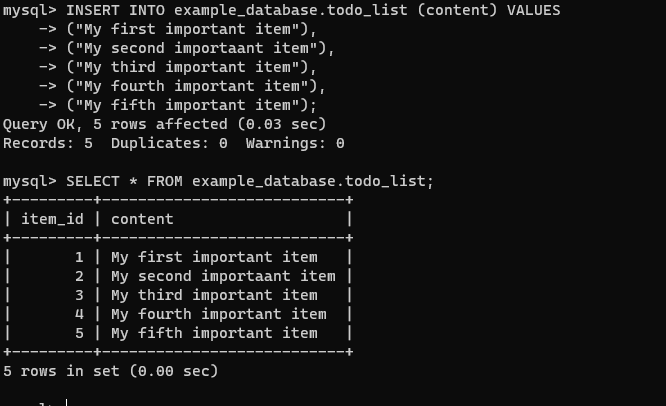 mysql> INSERT INTO example_database.todo_list (content) VALUES
    -> ("My first important item"),
    -> ("My second importaant item"),
    -> ("My third important item"),
    -> ("My fourth important item"),
    -> ("My fifth important item");
Query OK, 5 rows affected (0.03 sec)
Records: 5  Duplicates: 0  Warnings: 0

mysql> SELECT * FROM example_database.todo_list;
+---------+---------------------------+
| item_id | content                   |
+---------+---------------------------+
|       1 | My first important item   |
|       2 | My second importaant item |
|       3 | My third important item   |
|       4 | My fourth important item  |
|       5 | My fifth important item   |
+---------+---------------------------+
5 rows in set (0.00 sec)